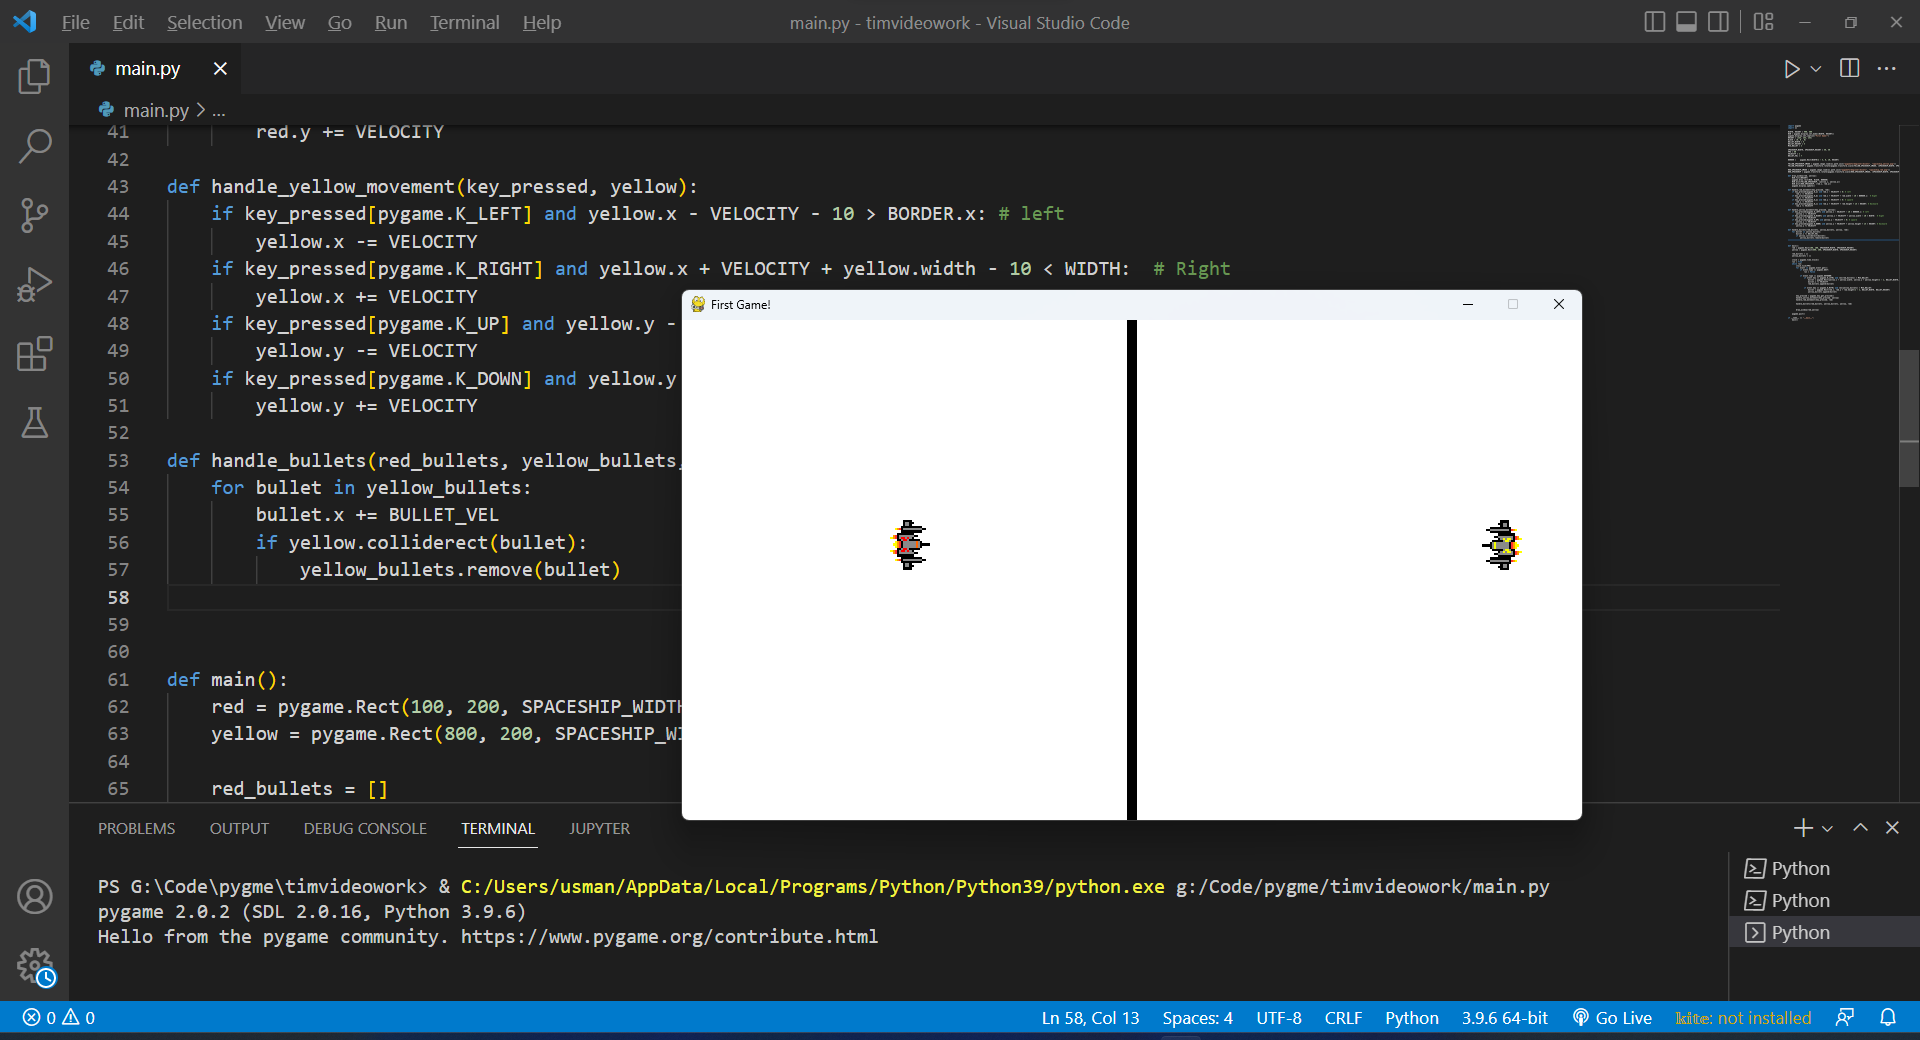 File Edit Selection View Go Run Terminal Help
main.py - timvideowork - Visual Studio Code
main.py
main.py > ...
41 red.y += VELOCITY
42
43 def handle_yellow_movement(key_pressed, yellow):
44 if key_pressed[pygame.K_LEFT] and yellow.x - VELOCITY - 10 > BORDER.x: # left
45 yellow.x -= VELOCITY
46 if key_pressed[pygame.K_RIGHT] and yellow.x + VELOCITY + yellow.width - 10 < WIDTH: # Right
47 yellow.x += VELOCITY
48 if key_pressed[pygame.K_UP] and yellow.y -
49 yellow.y -= VELOCITY
50 if key_pressed[pygame.K_DOWN] and yellow.y
51 yellow.y += VELOCITY
52
53 def handle_bullets(red_bullets, yellow_bullets,
54 for bullet in yellow_bullets:
55 bullet.x += BULLET_VEL
56 if yellow.colliderect(bullet):
57 yellow_bullets.remove(bullet)
58
59
60
61 def main():
62 red = pygame.Rect(100, 200, SPACESHIP_WIDTH
63 yellow = pygame.Rect(800, 200, SPACESHIP_WI
64
65 red_bullets = []
First Game!
PROBLEMS OUTPUT DEBUG CONSOLE TERMINAL JUPYTER
PS G:\Code\pygme\timvideowork> & C:/Users/usman/AppData/Local/Programs/Python/Python39/python.exe g:/Code/pygme/timvideowork/main.py
pygame 2.0.2 (SDL 2.0.16, Python 3.9.6)
Hello from the pygame community. https://www.pygame.org/contribute.html
Python
Python
Python
0 0
Ln 58, Col 13 Spaces: 4 UTF-8 CRLF Python 3.9.6 64-bit Go Live kite: not installed